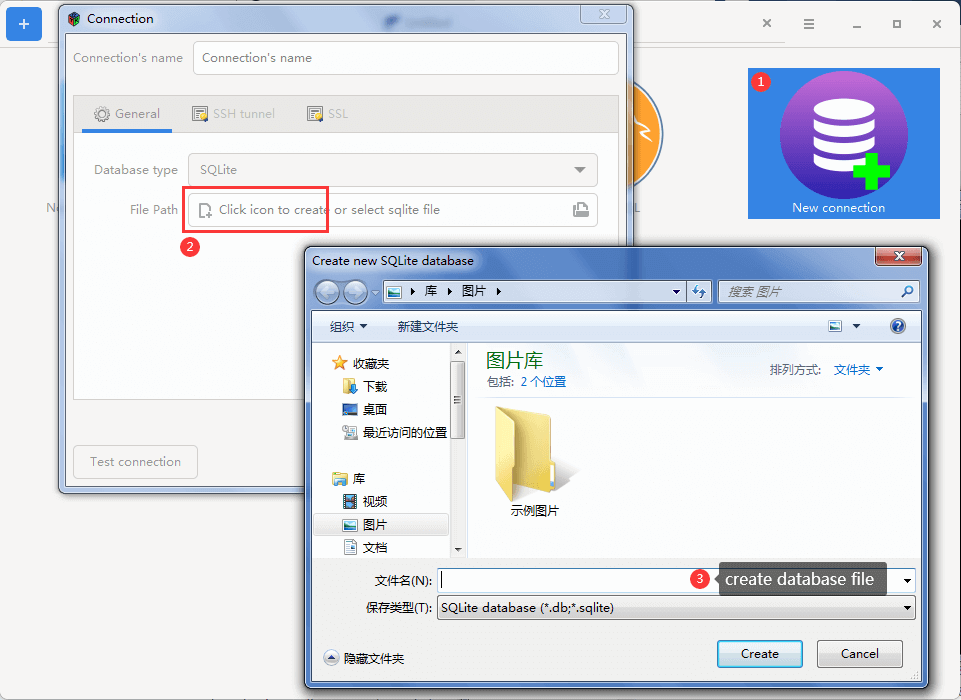 Connection
Connection's name
Connection's name
General
SSH tunnel
SSL
Database type
SQLite
File Path
Click icon to create or select sqlite file
2
Test connection
1
New connection
Create new SQLite database
库
图片
搜索 图片
组织
新建文件夹
收藏夹
下载
桌面
最近访问的位置
库
视频
图片
文档
图片库
包括: 2 个位置
排列方式: 文件夹
示例图片
文件名(N):
3
create database file
保存类型(T):
SQLite database (*.db;*.sqlite)
隐藏文件夹
Create
Cancel